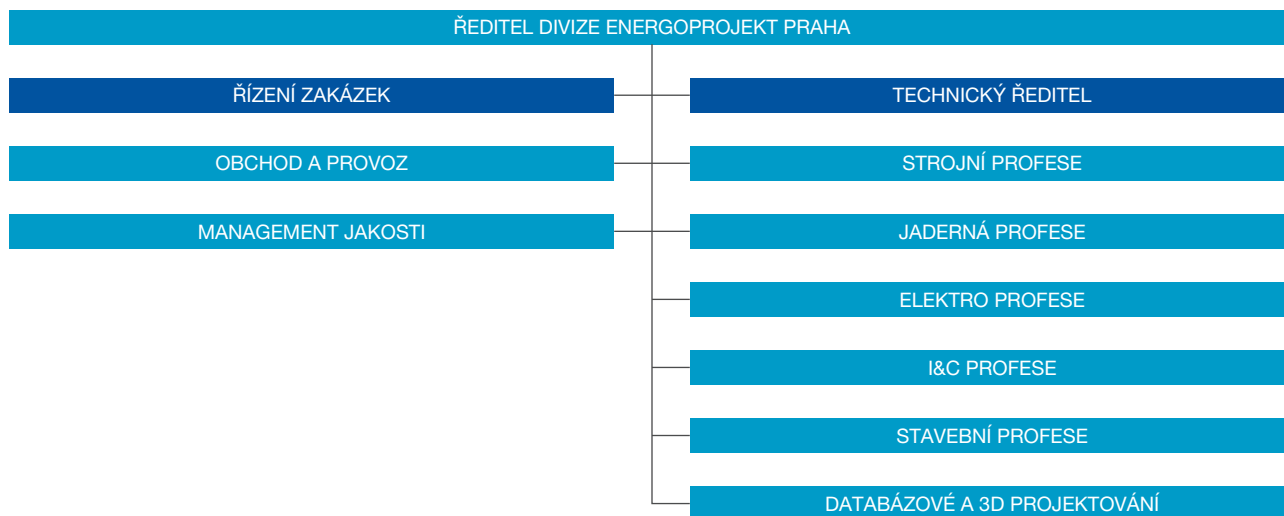 ŘEDITEL DIVIZE ENERGOPROJEKT PRAHA
ŘÍZENÍ ZAKÁZEK
TECHNICKÝ ŘEDITEL
OBCHOD A PROVOZ
STROJNÍ PROFESE
MANAGEMENT JAKOSTI
JADERNÁ PROFESE
ELEKTRO PROFESE
I&C PROFESE
STAVEBNÍ PROFESE
DATABÁZOVÉ A 3D PROJEKTOVÁNÍ